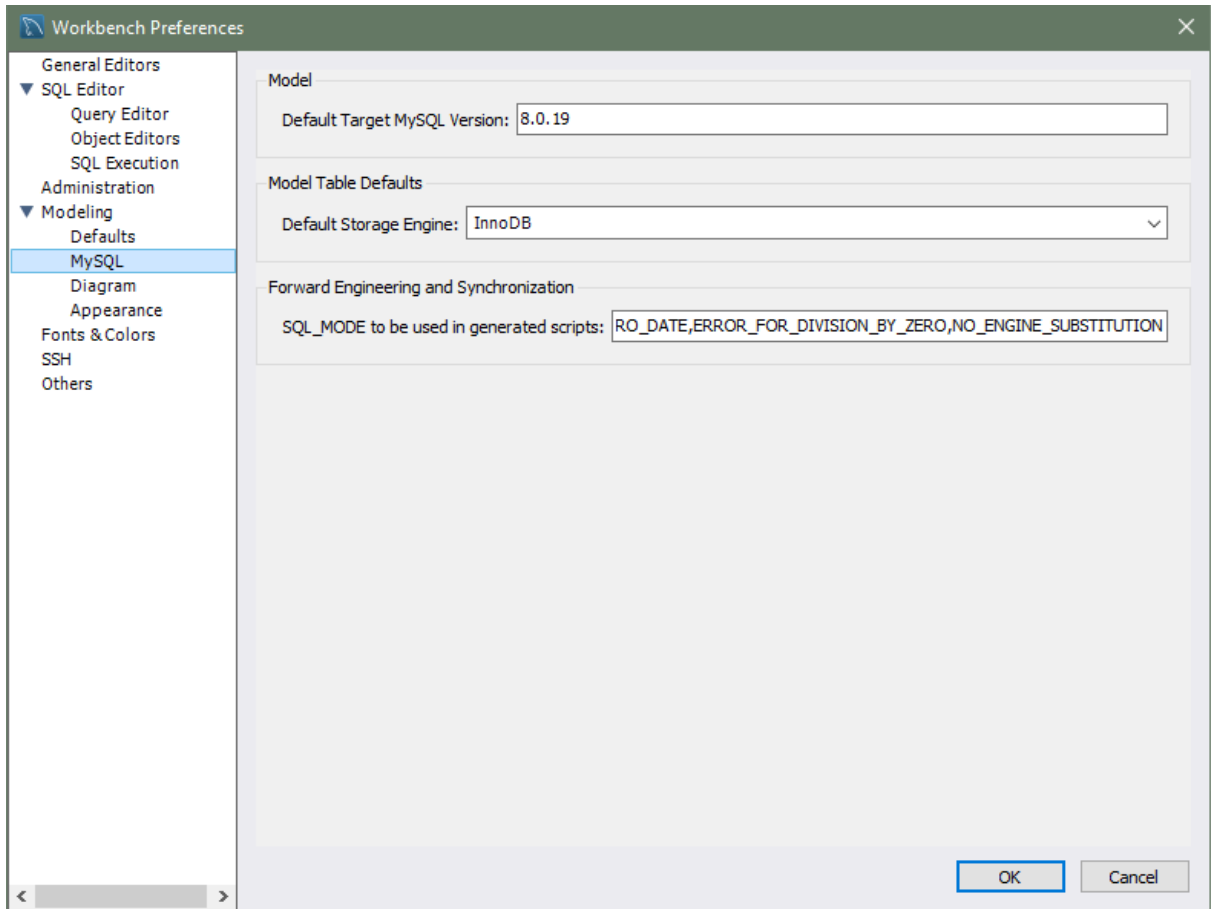 Workbench Preferences
General Editors
SQL Editor
Query Editor
Object Editors
SQL Execution
Administration
Modeling
Defaults
MySQL
Diagram
Appearance
Fonts & Colors
SSH
Others
Model
Default Target MySQL Version: 8.0.19
Model Table Defaults
Default Storage Engine: InnoDB
Forward Engineering and Synchronization
SQL_MODE to be used in generated scripts: RO_DATE,ERROR_FOR_DIVISION_BY_ZERO,NO_ENGINE_SUBSTITUTION
OK Cancel